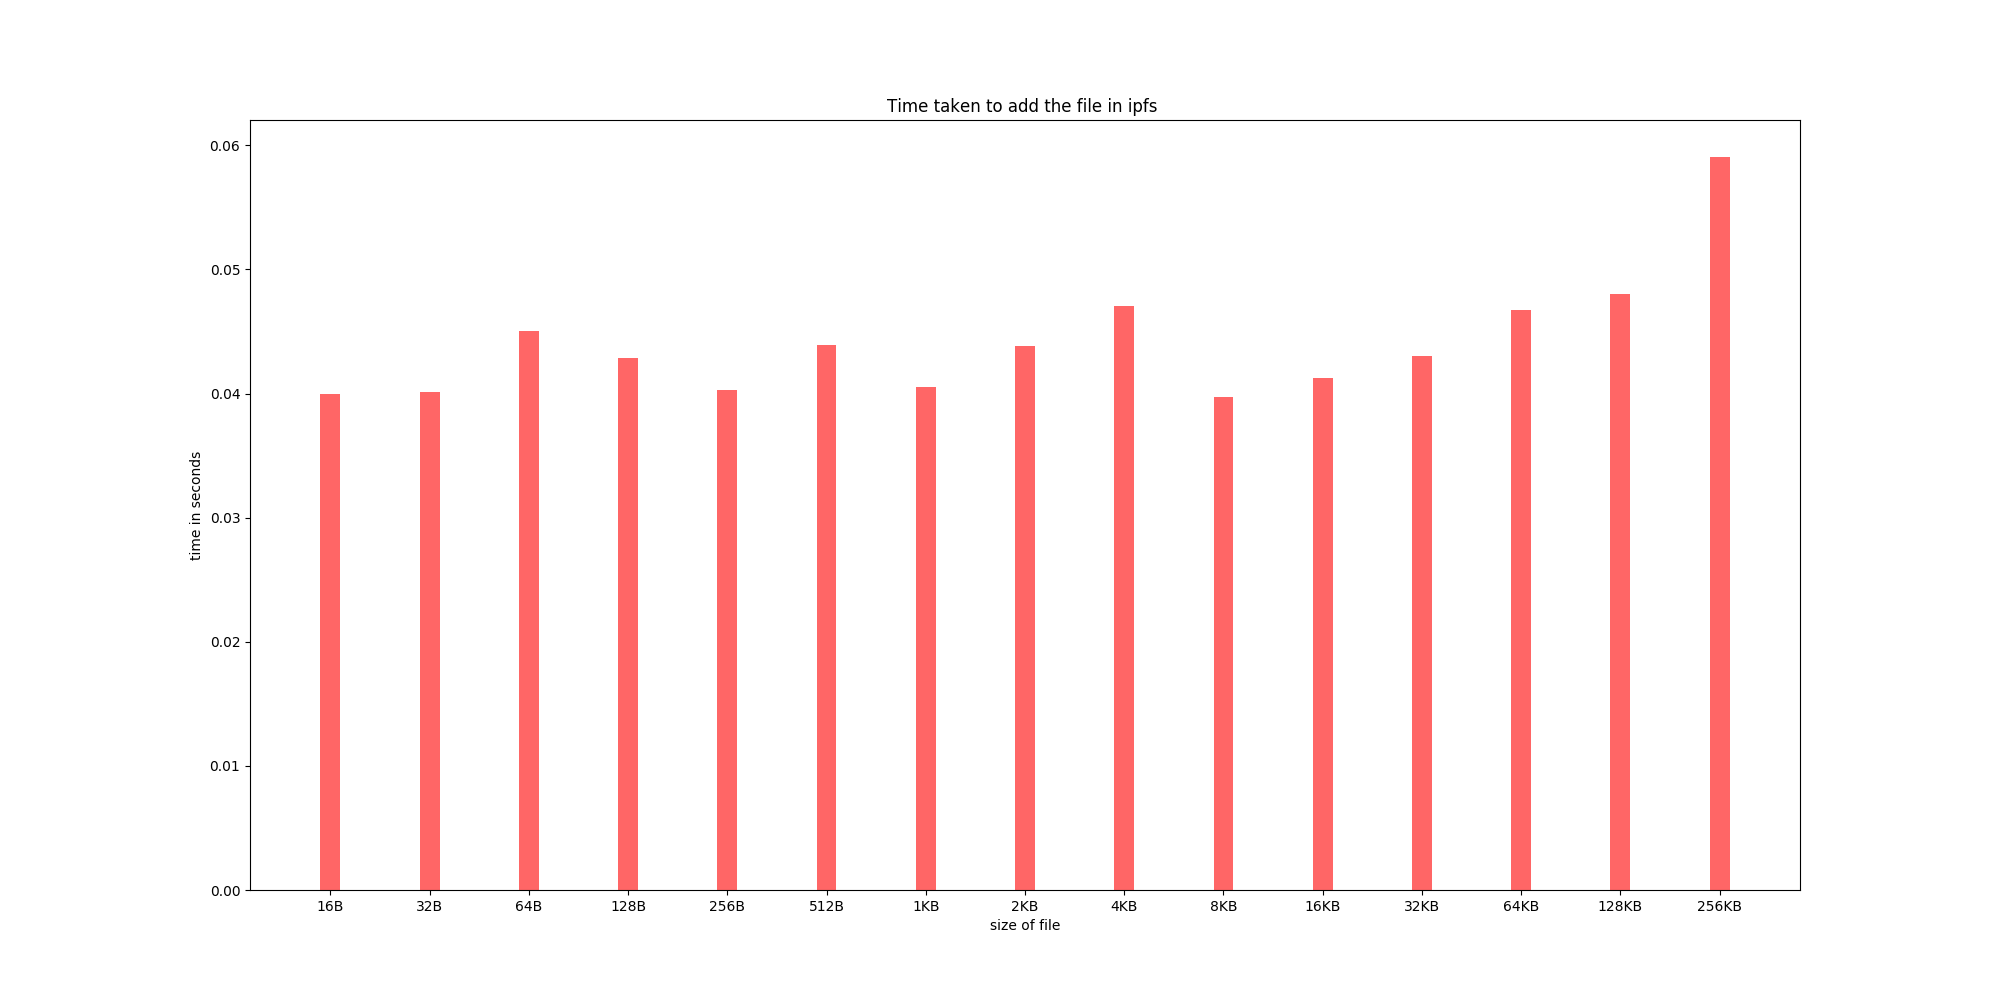 Time taken to add the file in ipfs
0.06
0.05
0.04
0.03
0.02
0.01
0.00
time in seconds
16B 32B 64B 128B 256B 512B 1KB 2KB 4KB 8KB 16KB 32KB 64KB 128KB 256KB
size of file